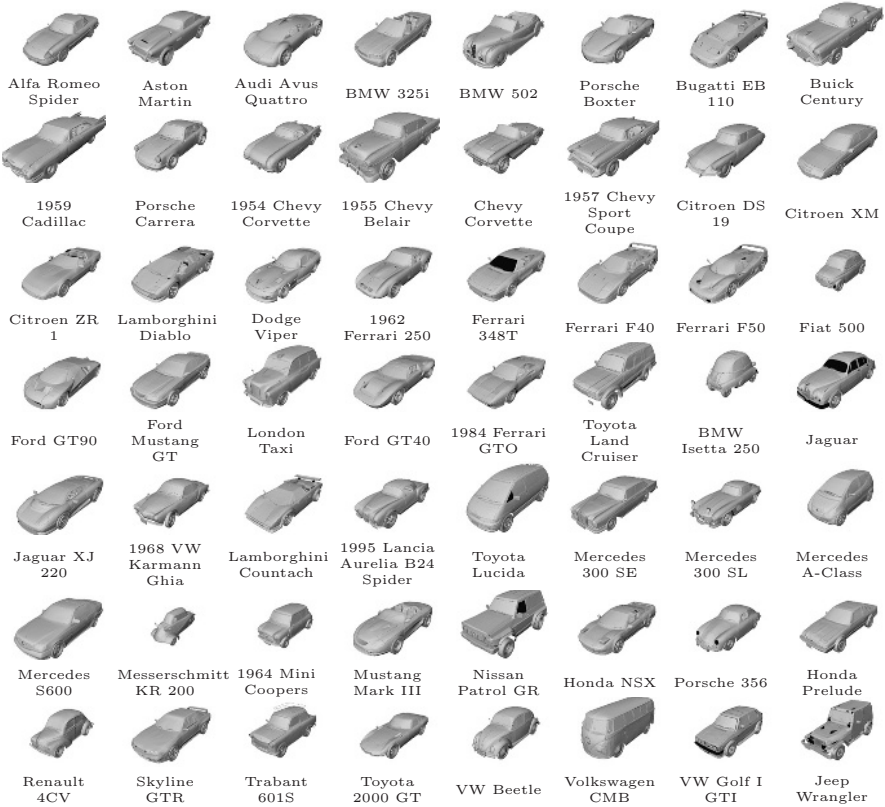 Alfa Romeo
Spider
Aston
Martin
Audi Avus
Quattro
BMW 325i
BMW 502
Porsche
Boxter
Bugatti EB
110
Buick
Century
1959
Cadillac
Porsche
Carrera
1954 Chevy
Corvette
1955 Chevy
Belair
Chevy
Corvette
1957 Chevy
Sport
Coupe
Citroen DS
19
Citroen XM
Citroen ZR
1
Lamborghini
Diablo
Dodge
Viper
1962
Ferrari 250
Ferrari
348T
Ferrari F40
Ferrari F50
Fiat 500
Ford GT90
Ford
Mustang
GT
London
Taxi
Ford GT40
1984 Ferrari
GTO
Toyota
Land
Cruiser
BMW
Isetta 250
Jaguar
Jaguar XJ
220
1968 VW
Karmann
Ghia
Lamborghini
Countach
1995 Lancia
Aurelia B24
Spider
Toyota
Lucida
Mercedes
300 SE
Mercedes
300 SL
Mercedes
A-Class
Mercedes
S600
Messerschmitt
KR 200
1964 Mini
Coopers
Mustang
Mark III
Nissan
Patrol GR
Honda NSX
Porsche 356
Honda
Prelude
Renault
4CV
Skyline
GTR
Trabant
601S
Toyota
2000 GT
VW Beetle
Volkswagen
CMB
VW Golf I
GTI
Jeep
Wrangler